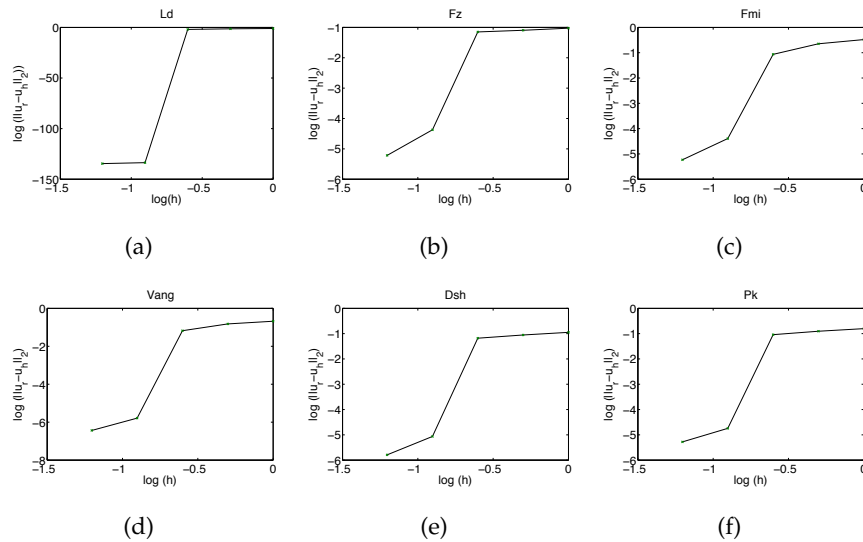 Ld
0
−50
−100
−150
−1.5
−1
−0.5
0
log(h)
log (||u_r−u_h||_2))
(a)
Fz
−1
−2
−3
−4
−5
−6
−1.5
−1
−0.5
0
log (h)
log (||u_r−u_h||_2)
(b)
Fmi
0
−1
−2
−3
−4
−5
−6
−1.5
−1
−0.5
0
log (h)
log (||u_r−u_h||_2)
(c)
Vang
0
−2
−4
−6
−8
−1.5
−1
−0.5
0
log (h)
log (||u_r−u_h||_2)
(d)
Dsh
0
−1
−2
−3
−4
−5
−6
−1.5
−1
−0.5
0
log (h)
log (||u_r−u_h||_2)
(e)
Pk
0
−1
−2
−3
−4
−5
−6
−1.5
−1
−0.5
0
log (h)
log (||u_r−u_h||_2)
(f)